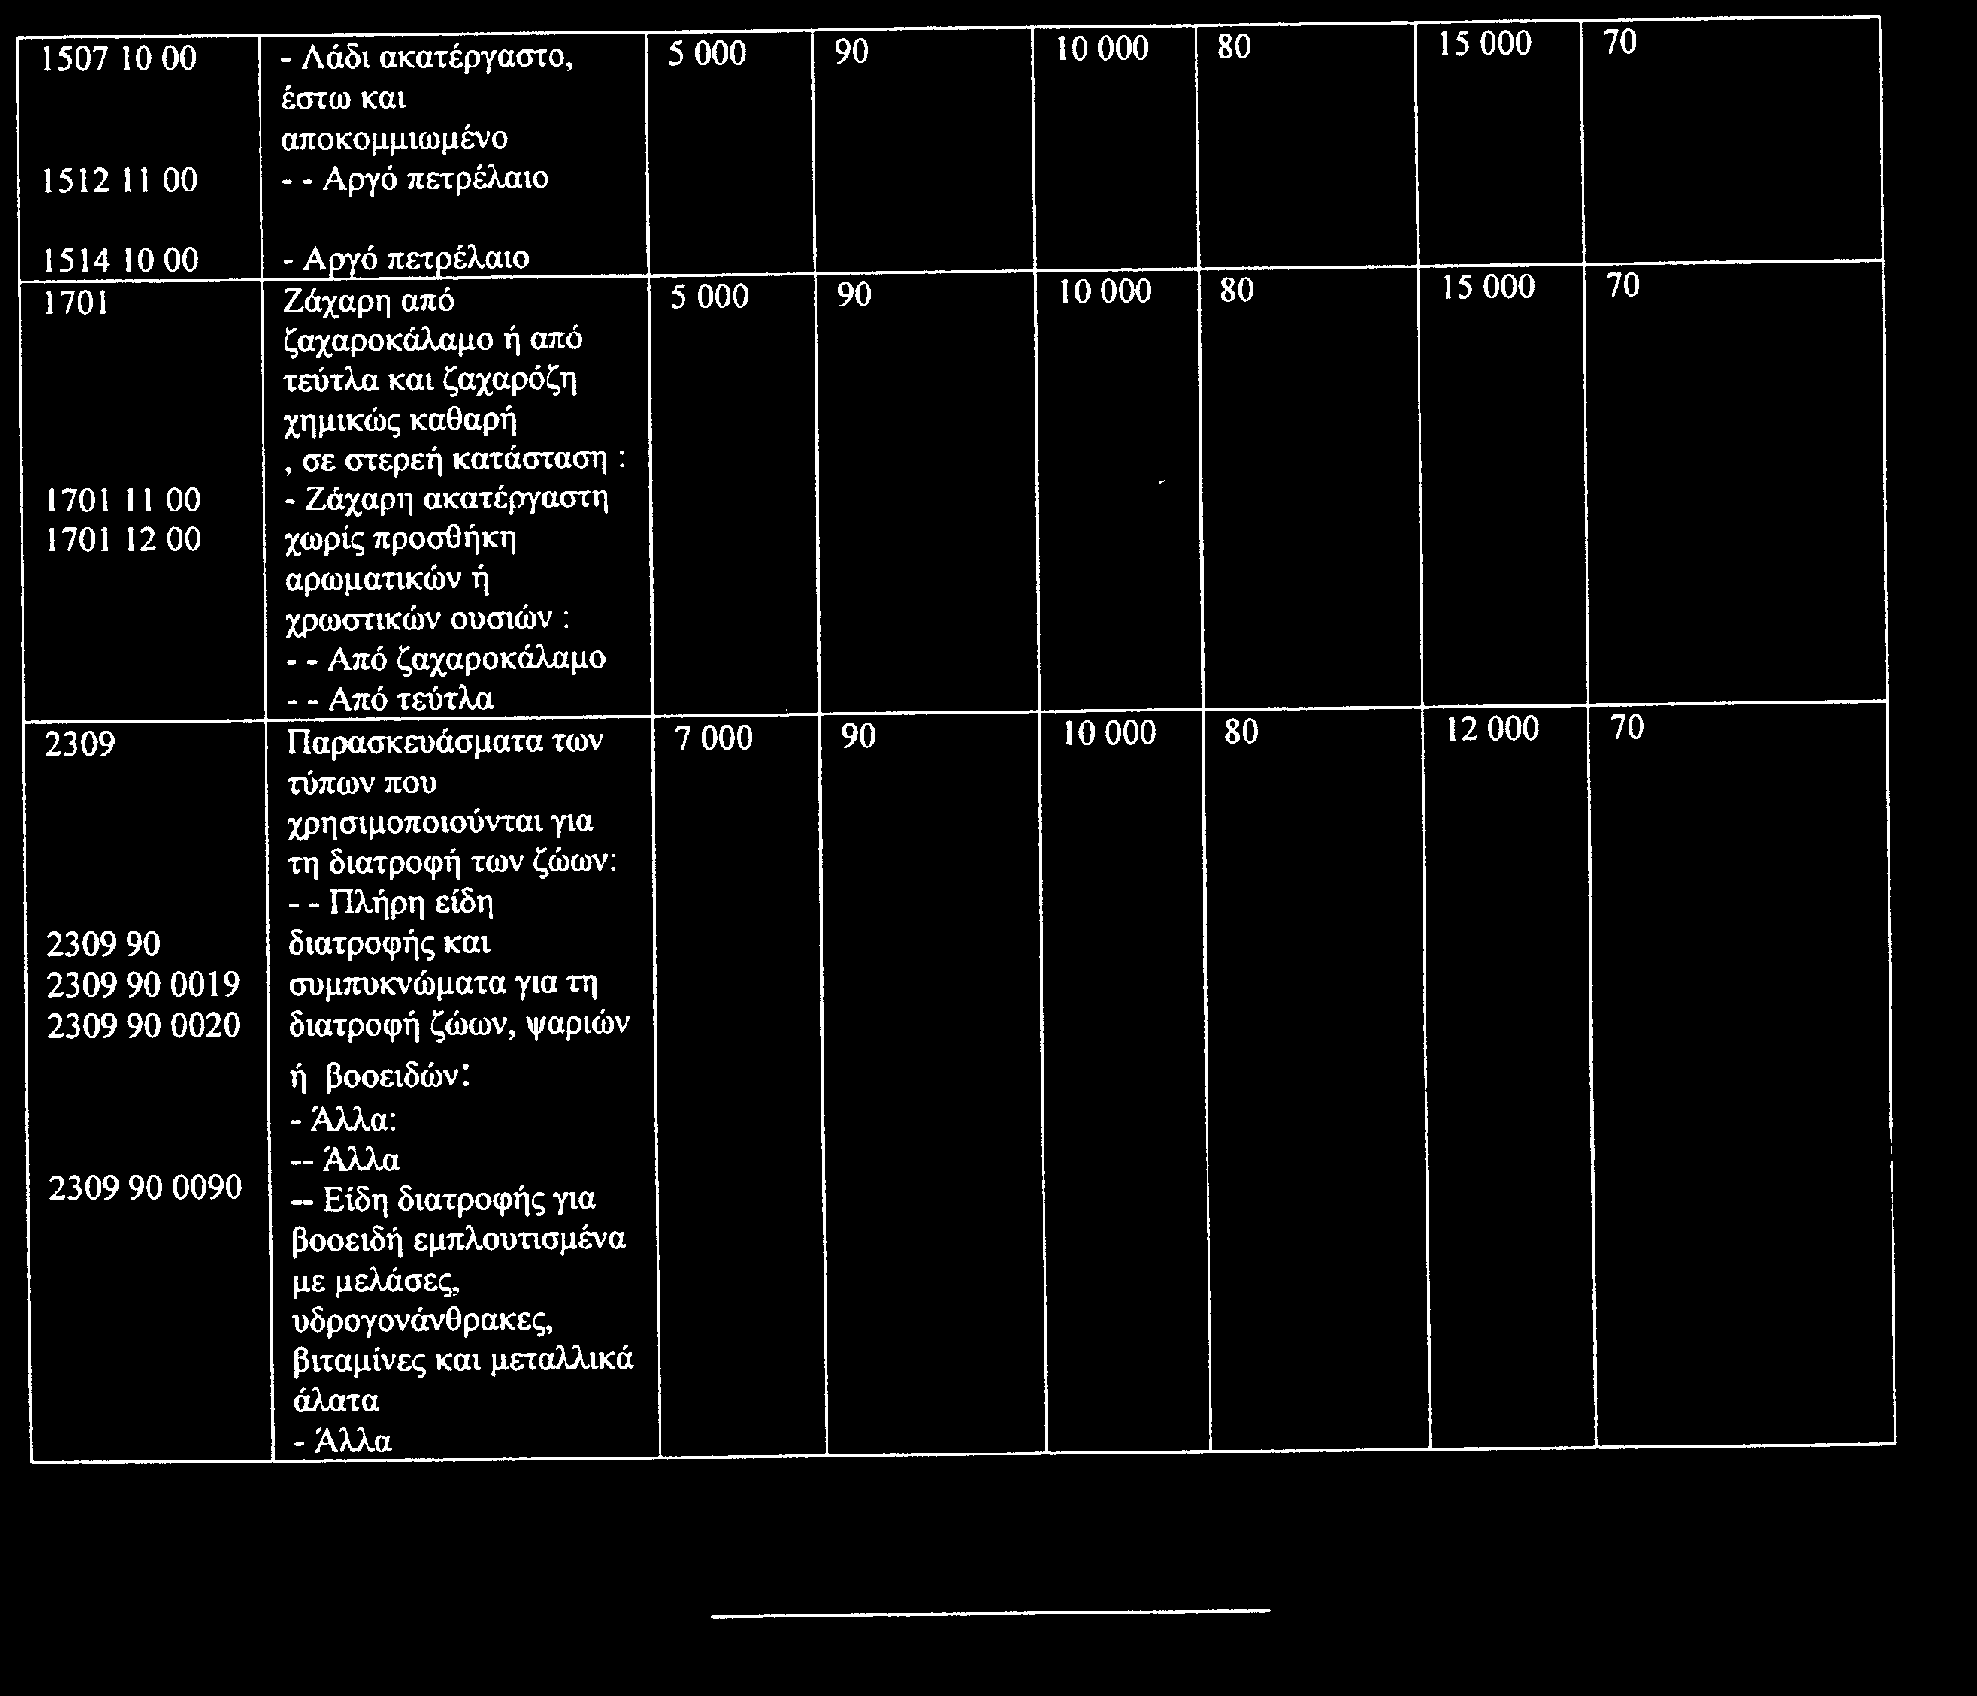 1507 10 00 - Λάδι ακατέργαστο, 5 000 90 10 000 80 15 000 70
έστω και
αποκομμιωμένο
1512 11 00 - - Αργό πετρέλαιο
1514 10 00 - Αργό πετρέλαιο
1701 Ζάχαρη από 5 000 90 10 000 80 15 000 70
ζαχαροκάλαμο ή από
τεύτλα και ζαχαρόζη
χημικώς καθαρή
, σε στερεή κατάσταση :
1701 11 00 - Ζάχαρη ακατέργαστη
1701 12 00 χωρίς προσθήκη
αρωματικών ή
χρωστικών ουσιών :
- - Από ζαχαροκάλαμο
- - Από τεύτλα
2309 Παρασκευάσματα των 7 000 90 10 000 80 12 000 70
τύπων που
χρησιμοποιούνται για
τη διατροφή των ζώων:
- - Πλήρη είδη
2309 90 διατροφής και
2309 90 0019 συμπυκνώματα για τη
2309 90 0020 διατροφή ζώων, ψαριών
ή βοοειδών:
- Άλλα:
-- Άλλα
2309 90 0090 -- Είδη διατροφής για
βοοειδή εμπλουτισμένα
με μελάσες,
υδρογονάνθρακες,
βιταμίνες και μεταλλικά
άλατα
- Άλλα